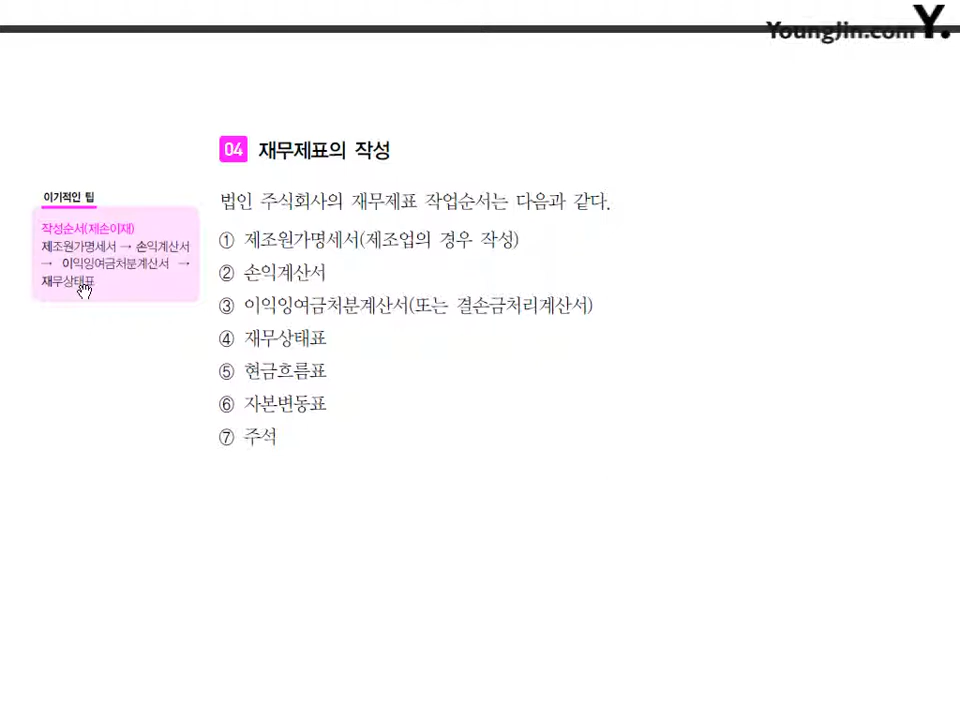 YoungJin.com Y.
04 재무제표의 작성
이기적인 팁
작성순서(제손이재)
제조원가명세서 → 손익계산서
→ 이익잉여금처분계산서 →
재무상태표
법인 주식회사의 재무제표 작업순서는 다음과 같다.
① 제조원가명세서(제조업의 경우 작성)
② 손익계산서
③ 이익잉여금처분계산서(또는 결손금처리계산서)
④ 재무상태표
⑤ 현금흐름표
⑥ 자본변동표
⑦ 주석